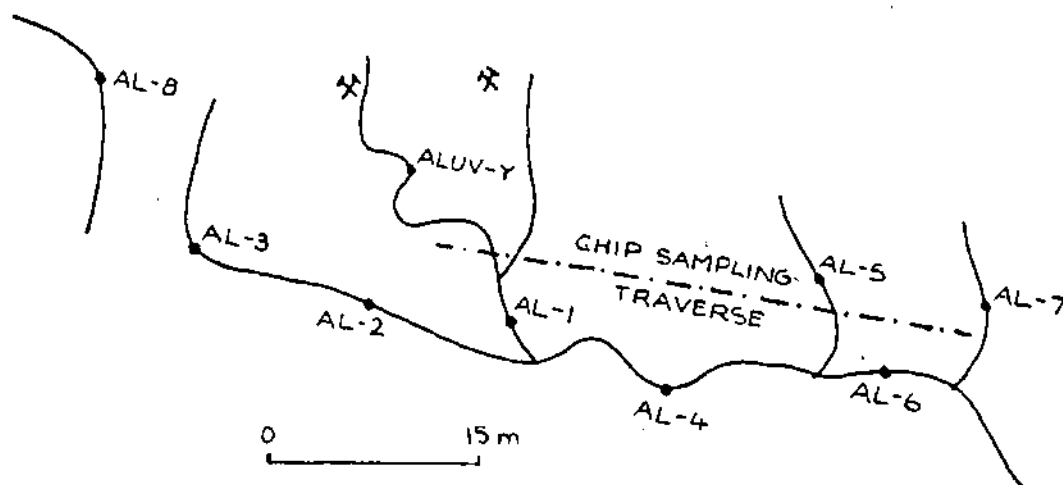 AL-8
ALUV-Y
AL-3
CHIP SAMPLING
TRAVERSE
AL-5
AL-7
AL-2
AL-1
AL-4
AL-6
0 15 m